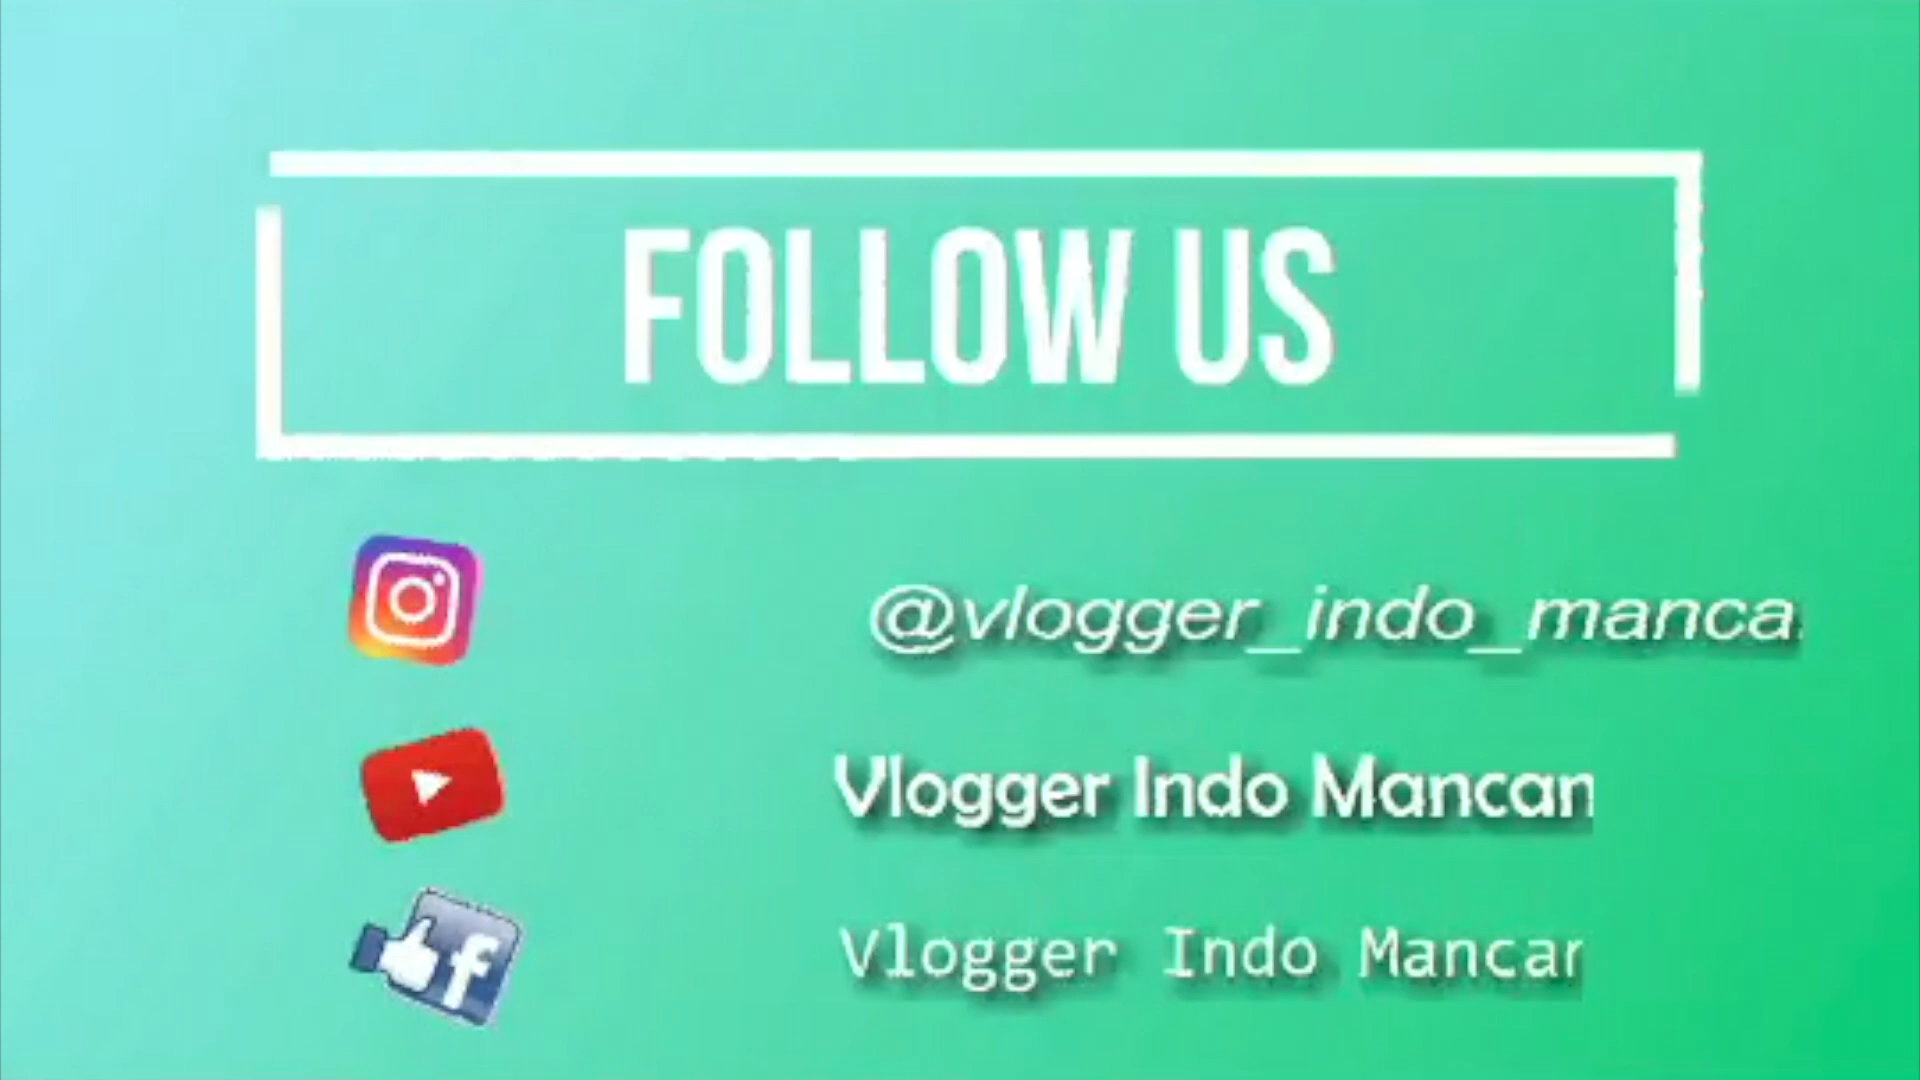 FOLLOW US
@vlogger_indo_manca
Vlogger Indo Mancan
Vlogger Indo Mancar